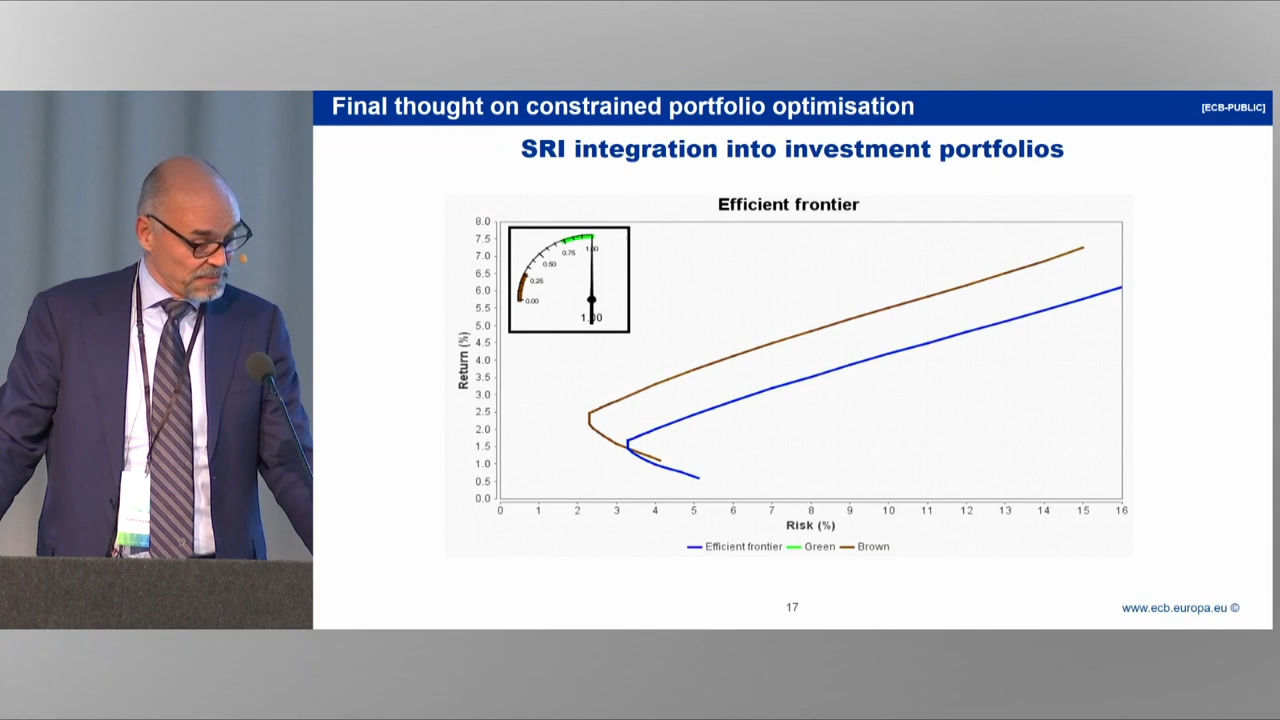 Final thought on constrained portfolio optimisation
[ECB-PUBLIC]
SRI integration into investment portfolios
Efficient frontier
8.0
7.5
7.0
6.5
6.0
5.5
5.0
4.5
4.0
3.5
3.0
2.5
2.0
1.5
1.0
0.5
0.0
Return (%)
0.00
0.25
0.50
0.75
1.00
1.00
0 1 2 3 4 5 6 7 8 9 10 11 12 13 14 15 16
Risk (%)
Efficient frontier Green Brown
17
www.ecb.europa.eu ©